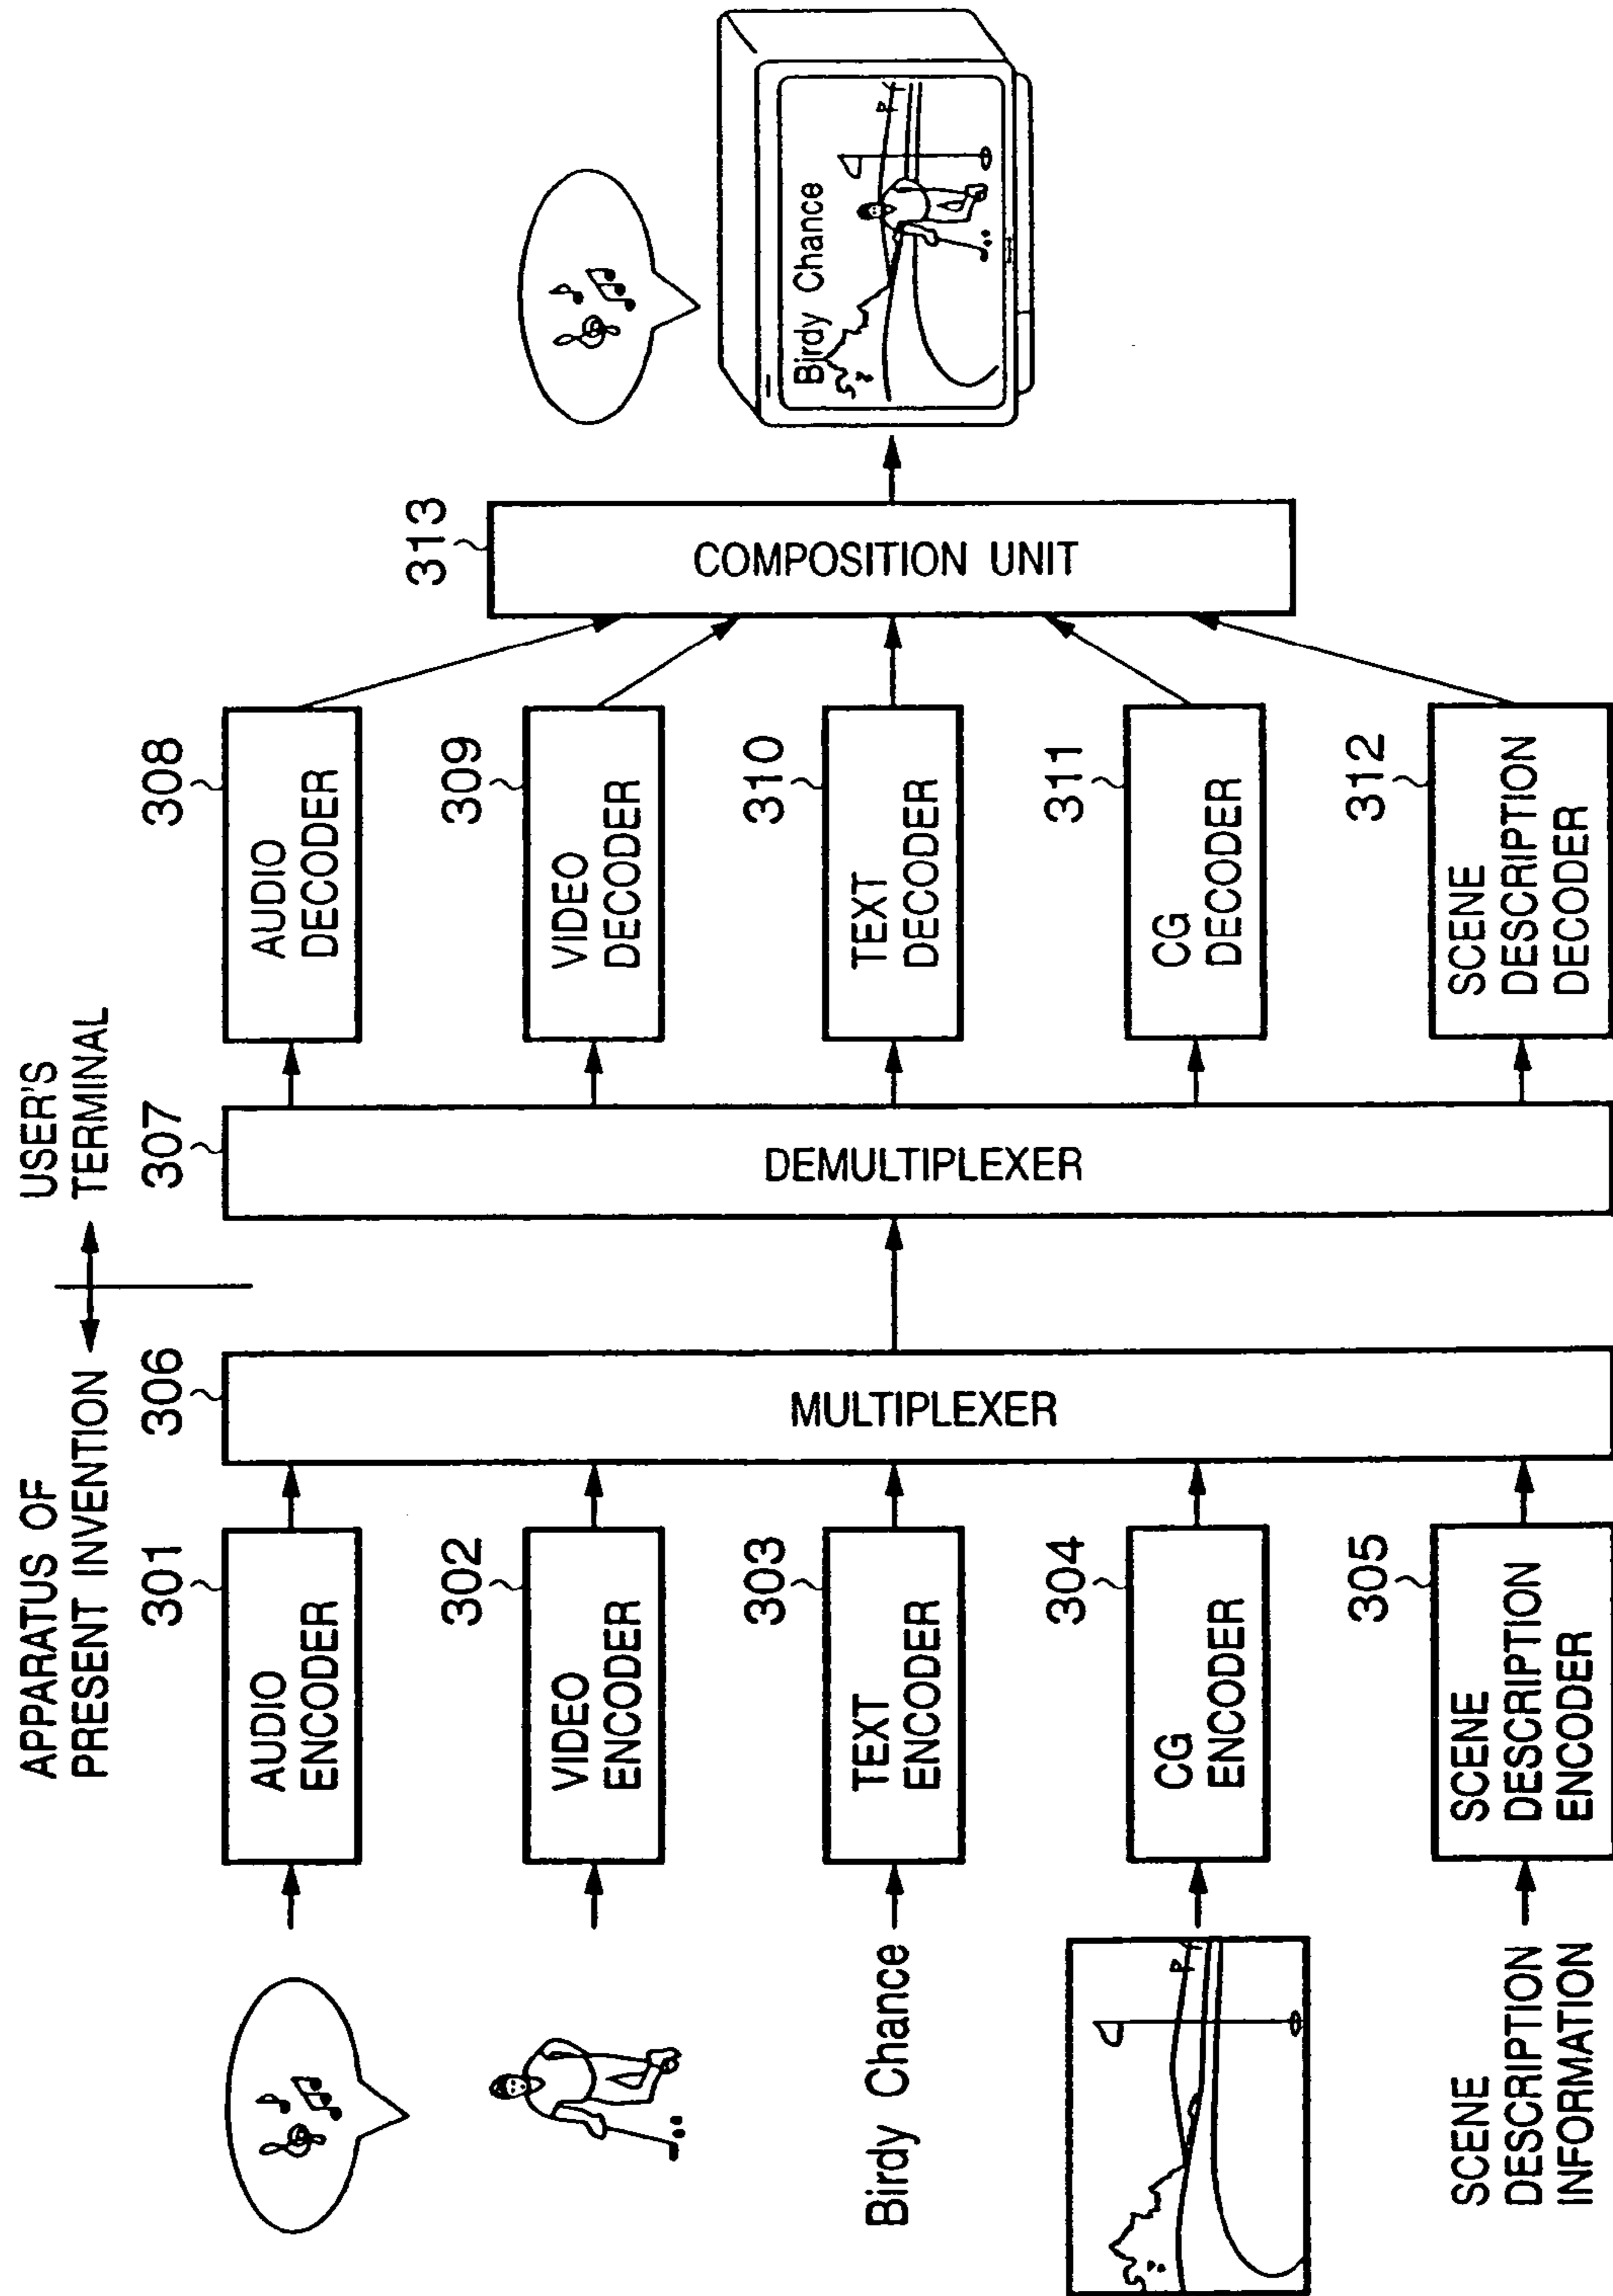 APPARATUS OF
PRESENT INVENTION
USER'S
TERMINAL
301
AUDIO
ENCODER
302
VIDEO
ENCODER
Birdy Chance
303
TEXT
ENCODER
304
CG
ENCODER
SCENE
DESCRIPTION
INFORMATION
305
SCENE
DESCRIPTION
ENCODER
306
MULTIPLEXER
307
DEMULTIPLEXER
308
AUDIO
DECODER
309
VIDEO
DECODER
310
TEXT
DECODER
311
CG
DECODER
312
SCENE
DESCRIPTION
DECODER
313
COMPOSITION UNIT
Birdy Chance